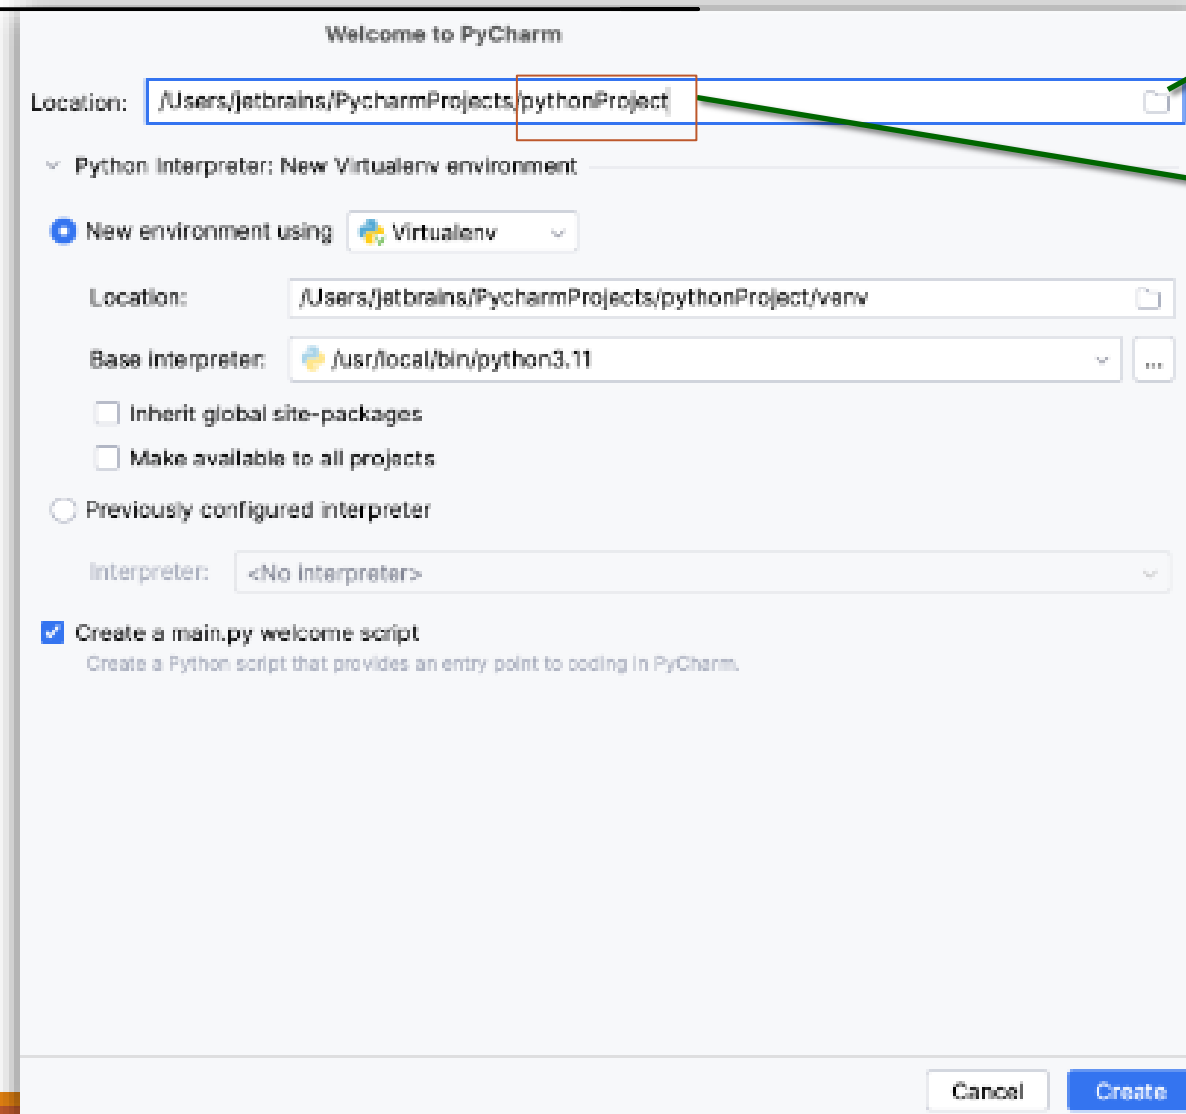 Welcome to PyCharm
Location: /Users/jetbrains/PycharmProjects/pythonProject
Python Interpreter: New Virtualenv environment
New environment using Virtualenv
Location: /Users/jetbrains/PycharmProjects/pythonProject/venv
Base interpreter: /usr/local/bin/python3.11 ...
Inherit global site-packages
Make available to all projects
Previously configured interpreter
Interpreter: <No interpreter>
Create a main.py welcome script
Create a Python script that provides an entry point to coding in PyCharm.
Cancel Create